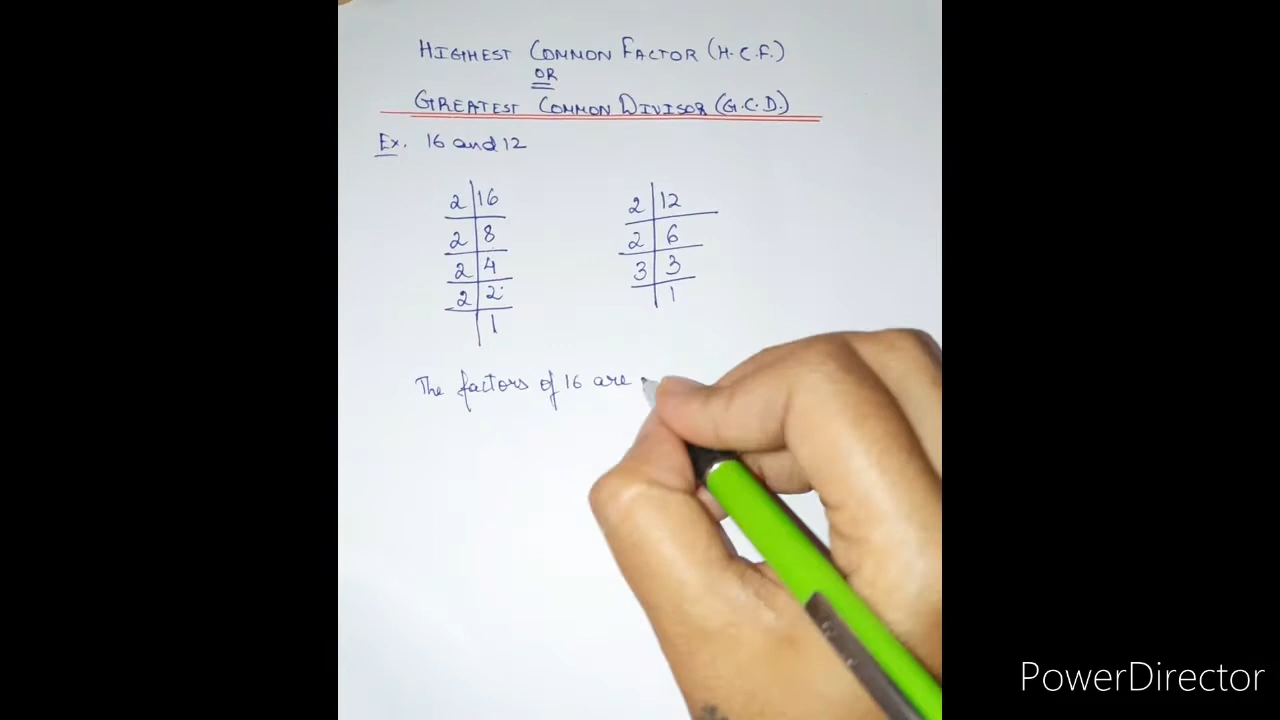 HIGHEST COMMON FACTOR (H.C.F.)
OR
GREATEST COMMON DIVISOR (G.C.D.)
Ex. 16 and 12
2 16
2 8
2 4
2 2
1
2 12
2 6
3 3
1
The factors of 16 are
PowerDirector